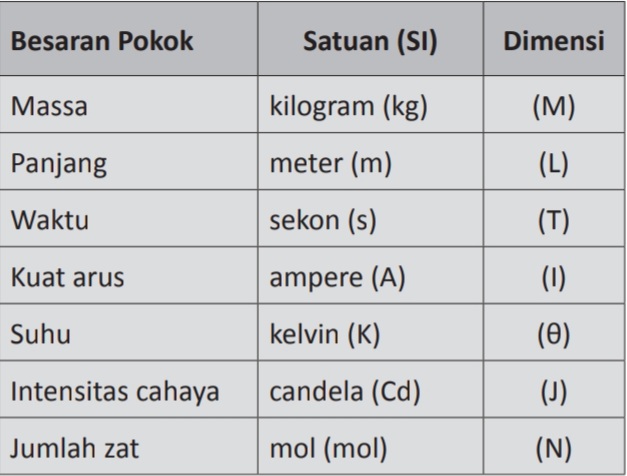 Besaran Pokok Satuan (SI) Dimensi
Massa kilogram (kg) (M)
Panjang meter (m) (L)
Waktu sekon (s) (T)
Kuat arus ampere (A) (I)
Suhu kelvin (K) (θ)
Intensitas cahaya candela (Cd) (J)
Jumlah zat mol (mol) (N)